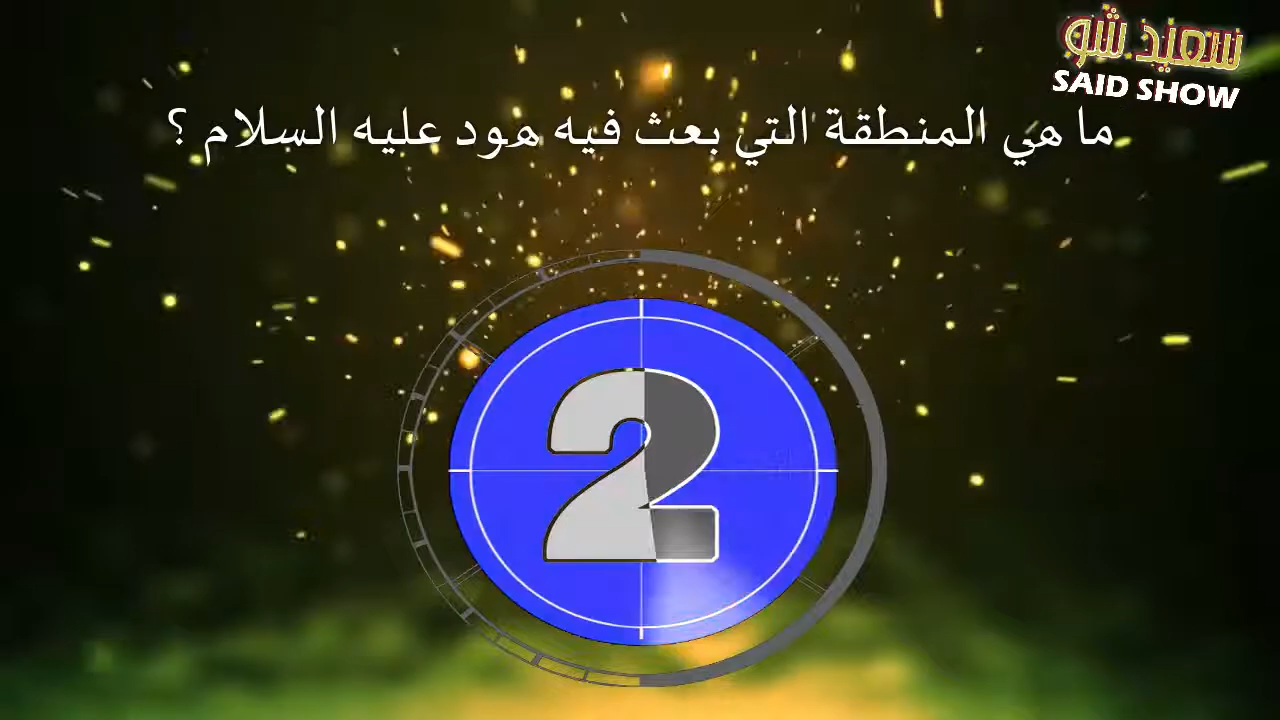 سعيد شو
SAID SHOW
ما هي المنطقة التي بعث فيه هود عليه السلام ؟
2